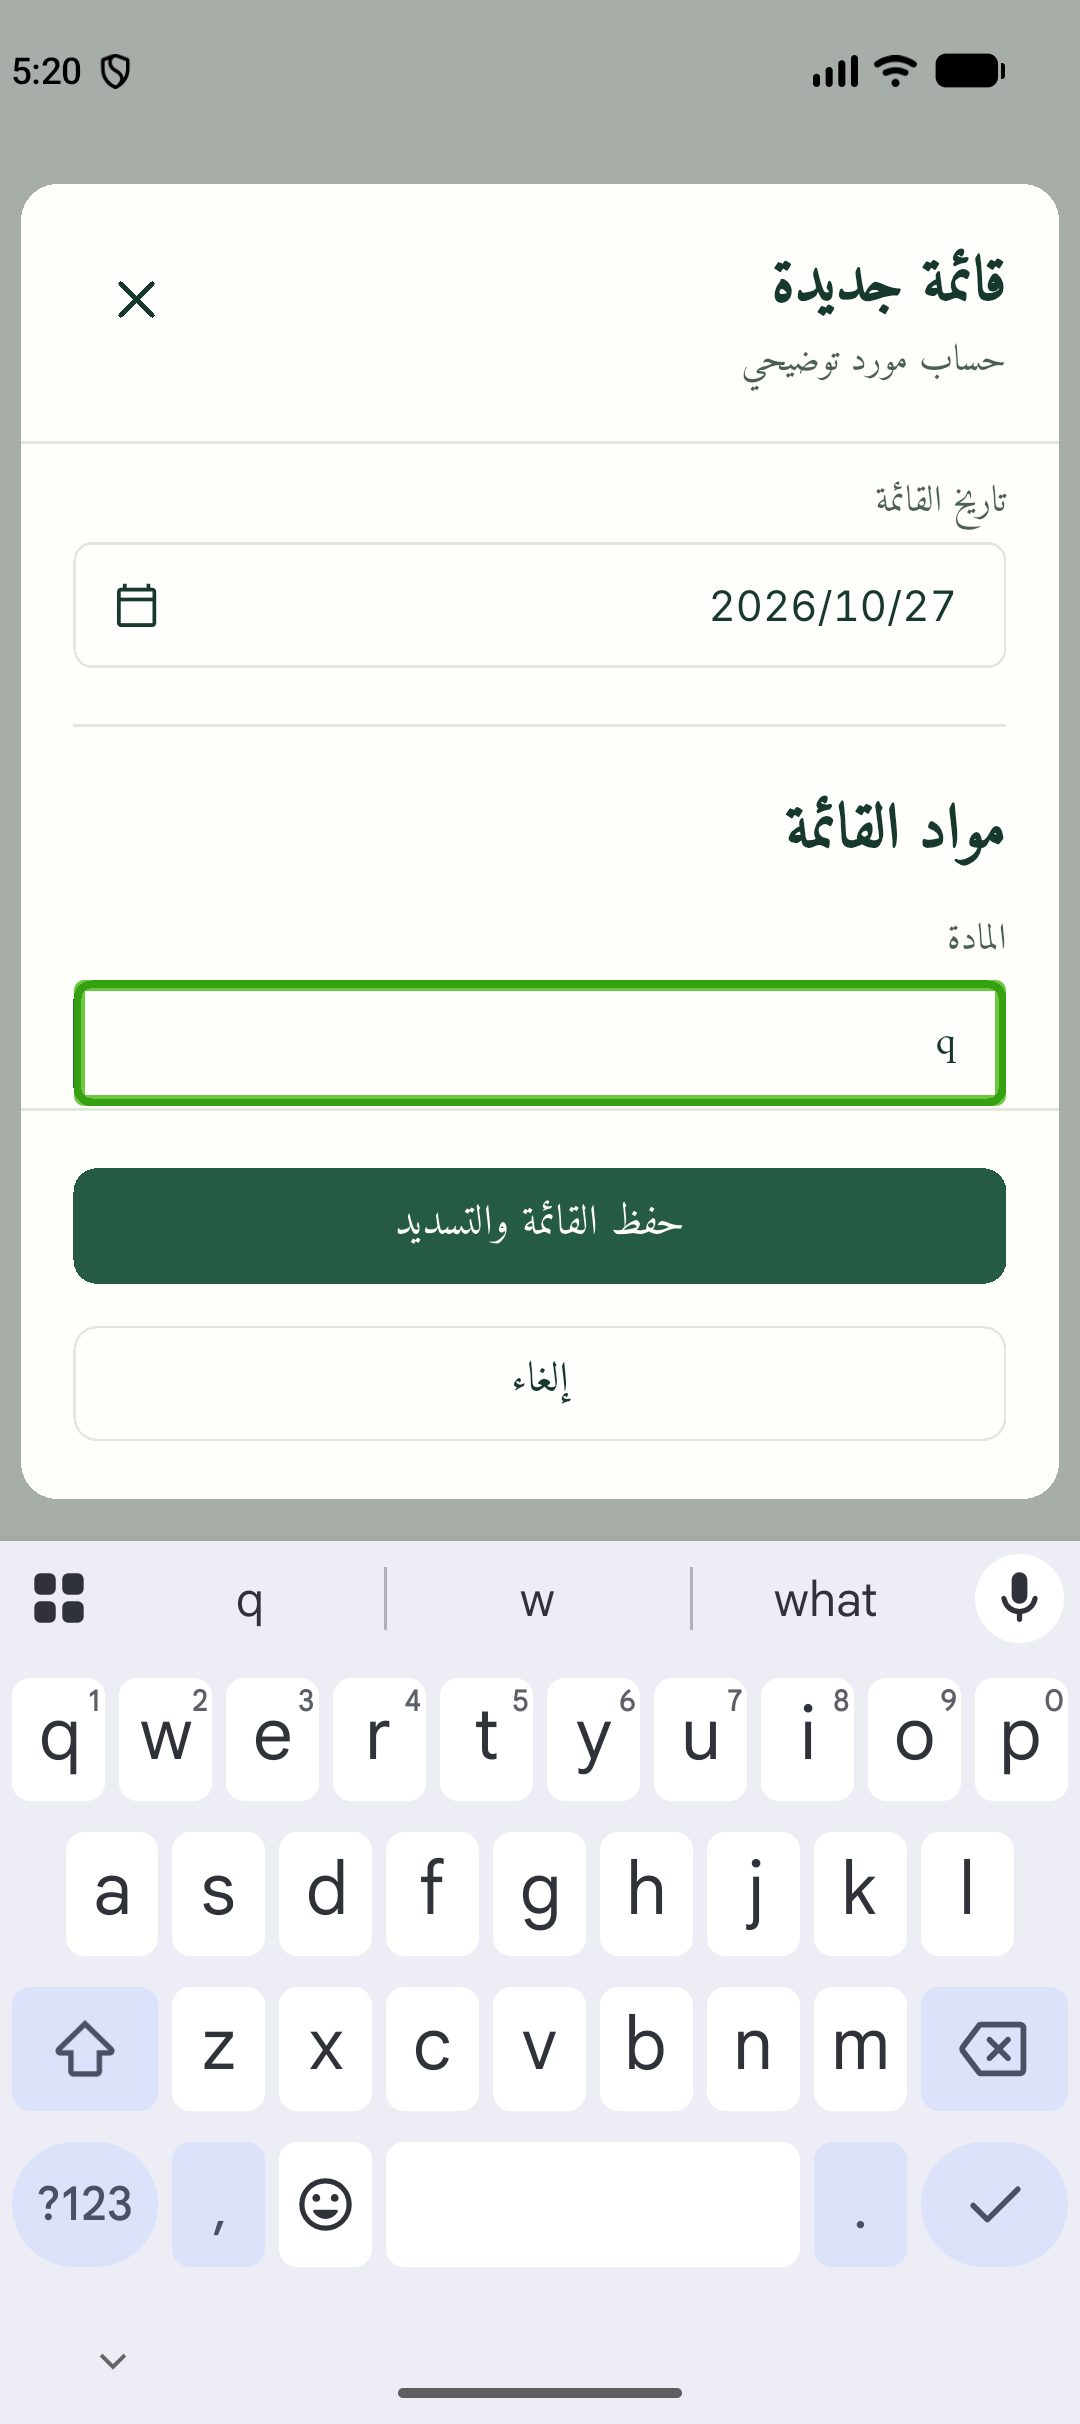 5:20
قائمة جديدة
حساب مورد توضيحي
تاريخ القائمة
2026/10/27
مواد القائمة
المادة
q
حفظ القائمة والتسديد
إلغاء
q w what
q 1 w 2 e 3 r 4 t 5 y 6 u 7 i 8 o 9 p 0
a s d f g h j k l
z x c v b n m
?123 , .